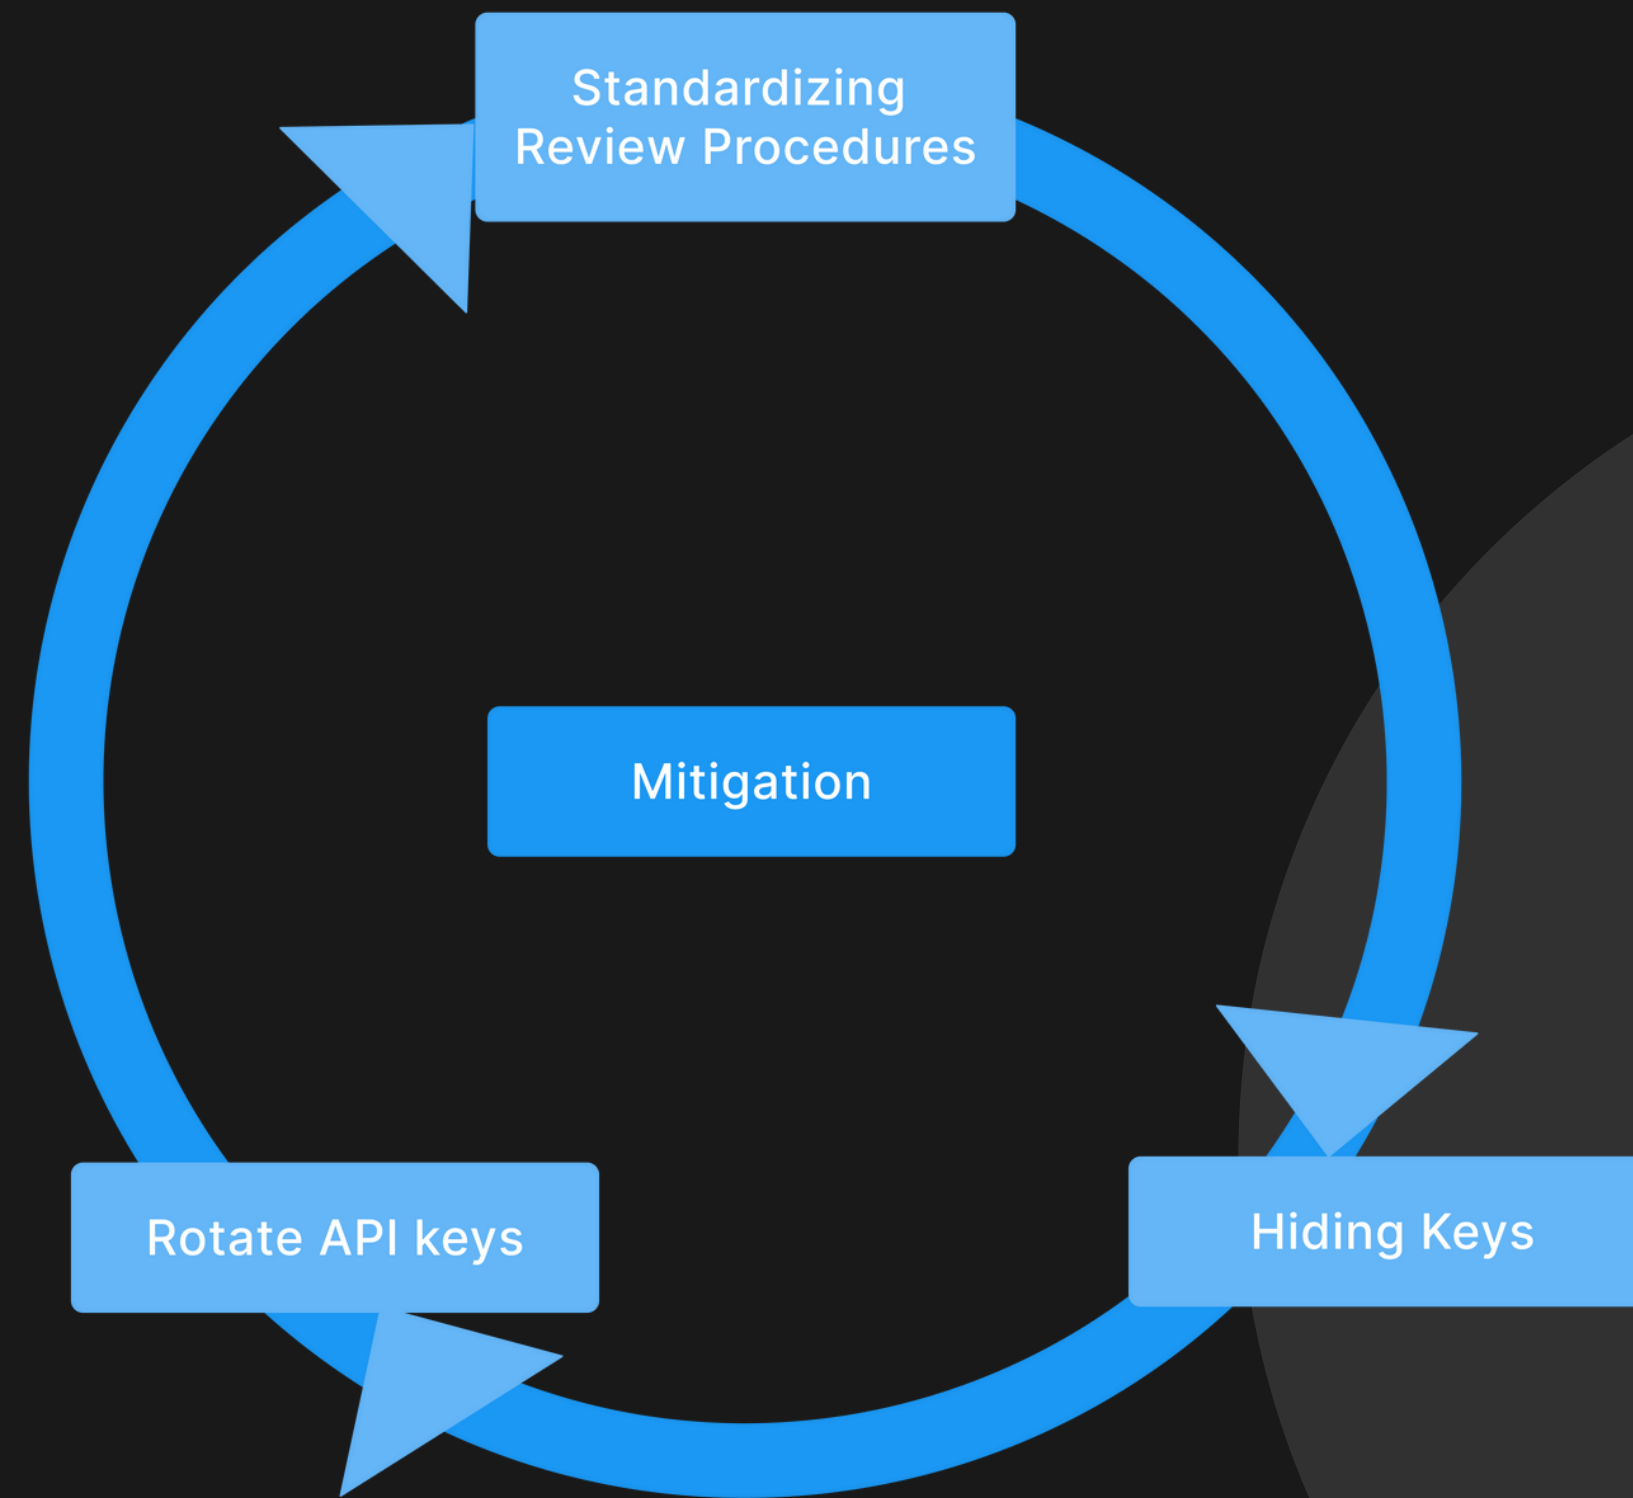 Standardizing
Review Procedures
Mitigation
Rotate API keys
Hiding Keys